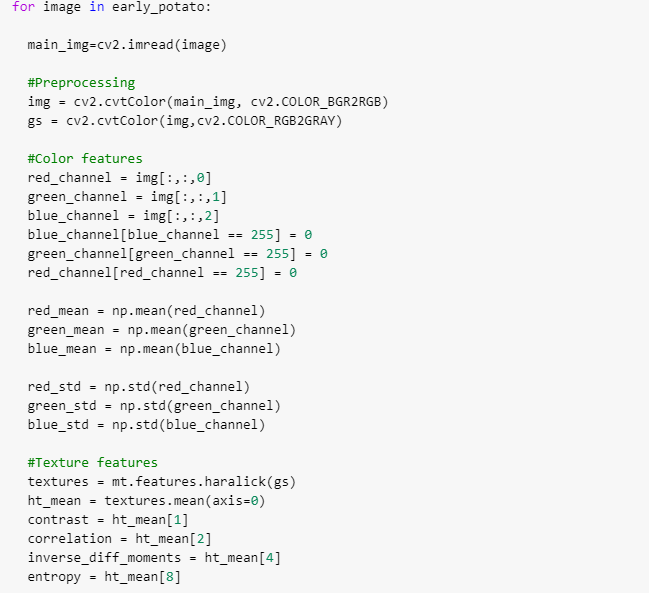 for image in early_potato:
main_img=cv2.imread(image)
#Preprocessing
img = cv2.cvtColor(main_img, cv2.COLOR_BGR2RGB)
gs = cv2.cvtColor(img,cv2.COLOR_RGB2GRAY)
#Color features
red_channel = img[:,:,0]
green_channel = img[:,:,1]
blue_channel = img[:,:,2]
blue_channel[blue_channel == 255] = 0
green_channel[green_channel == 255] = 0
red_channel[red_channel == 255] = 0
red_mean = np.mean(red_channel)
green_mean = np.mean(green_channel)
blue_mean = np.mean(blue_channel)
red_std = np.std(red_channel)
green_std = np.std(green_channel)
blue_std = np.std(blue_channel)
#Texture features
textures = mt.features.haralick(gs)
ht_mean = textures.mean(axis=0)
contrast = ht_mean[1]
correlation = ht_mean[2]
inverse_diff_moments = ht_mean[4]
entropy = ht_mean[8]